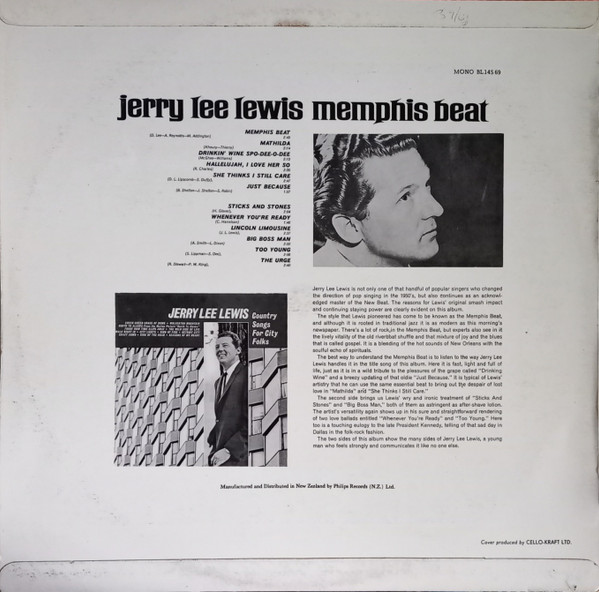 MONO BL 145 69
jerry lee lewis memphis beat
MEMPHIS BEAT
MATHILDA
DRINKIN' WINE SPO-DEE-O-DEE
HALLELUJAH, I LOVE HER SO
(R. Charles)
SHE THINKS I STILL CARE
JUST BECAUSE
STICKS AND STONES
WHENEVER YOU'RE READY
LINCOLN LIMOUSINE
BIG BOSS MAN
TOO YOUNG
THE URGE
JERRY LEE LEWIS
Country
Songs
For City
Folks
Jerry Lee Lewis is not only one of that handful of popular singers who changed
the direction of pop singing in the 1950's, but also continues as an acknowl-
edged master of the New Beat. The reasons for Lewis' original smash impact
and continuing staying power are clearly evident on this album.
The style that Lewis pioneered has come to be known as the Memphis Beat,
and although it is rooted in traditional jazz it is as modern as this morning's
newspaper. There's a lot of rock,in the Memphis Beat, but experts also see in it
the lively vitality of the old riverboat shuffle and that mixture of joy and the blues
that is called gospel. It is a blending of the hot sounds of New Orleans with the
soulful echo of spirituals.
The best way to understand the Memphis Beat is to listen to the way Jerry Lee
Lewis handles it in the title song of this album. Here it is fast, light and full of
life, just as it is in a wild tribute to the pleasures of the grape called "Drinking
Wine" and a breezy updating of that oldie "Just Because." It is typical of Lewis'
artistry that he can use the same essential beat to bring out the despair of lost
love in "Mathilda" and "She Thinks I Still Care."
The second side brings us Lewis' wry and ironic treatment of "Sticks And
Stones" and "Big Boss Man," both of them as astringent as after-shave lotion.
The artist's versatility again shows up in his sure and straightforward rendering
of two love ballads entitled "Whenever You're Ready" and "Too Young." Here
too is a touching eulogy to the late President Kennedy, telling of that sad day in
Dallas in the folk-rock fashion.
The two sides of this album show the many sides of Jerry Lee Lewis, a young
man who feels strongly and communicates it like no one else.
Manufactured and Distributed in New Zealand by Philips Records (N.Z.) Ltd.
Cover produced by CELLO-KRAFT LTD.